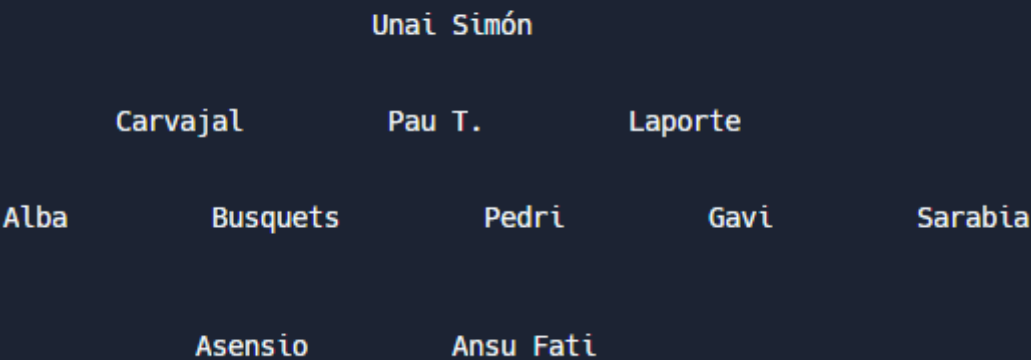 Unai Simón
Carvajal Pau T. Laporte
Alba Busquets Pedri Gavi Sarabia
Asensio Ansu Fati